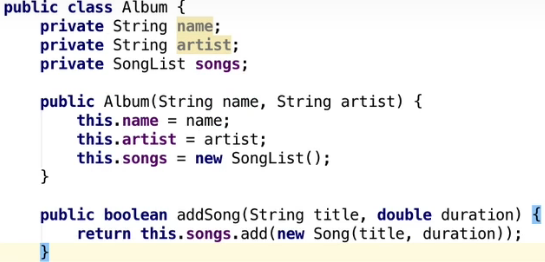 public class Album {
    private String name;
    private String artist;
    private SongList songs;

    public Album(String name, String artist) {
        this.name = name;
        this.artist = artist;
        this.songs = new SongList();
    }

    public boolean addSong(String title, double duration) {
        return this.songs.add(new Song(title, duration));
    }